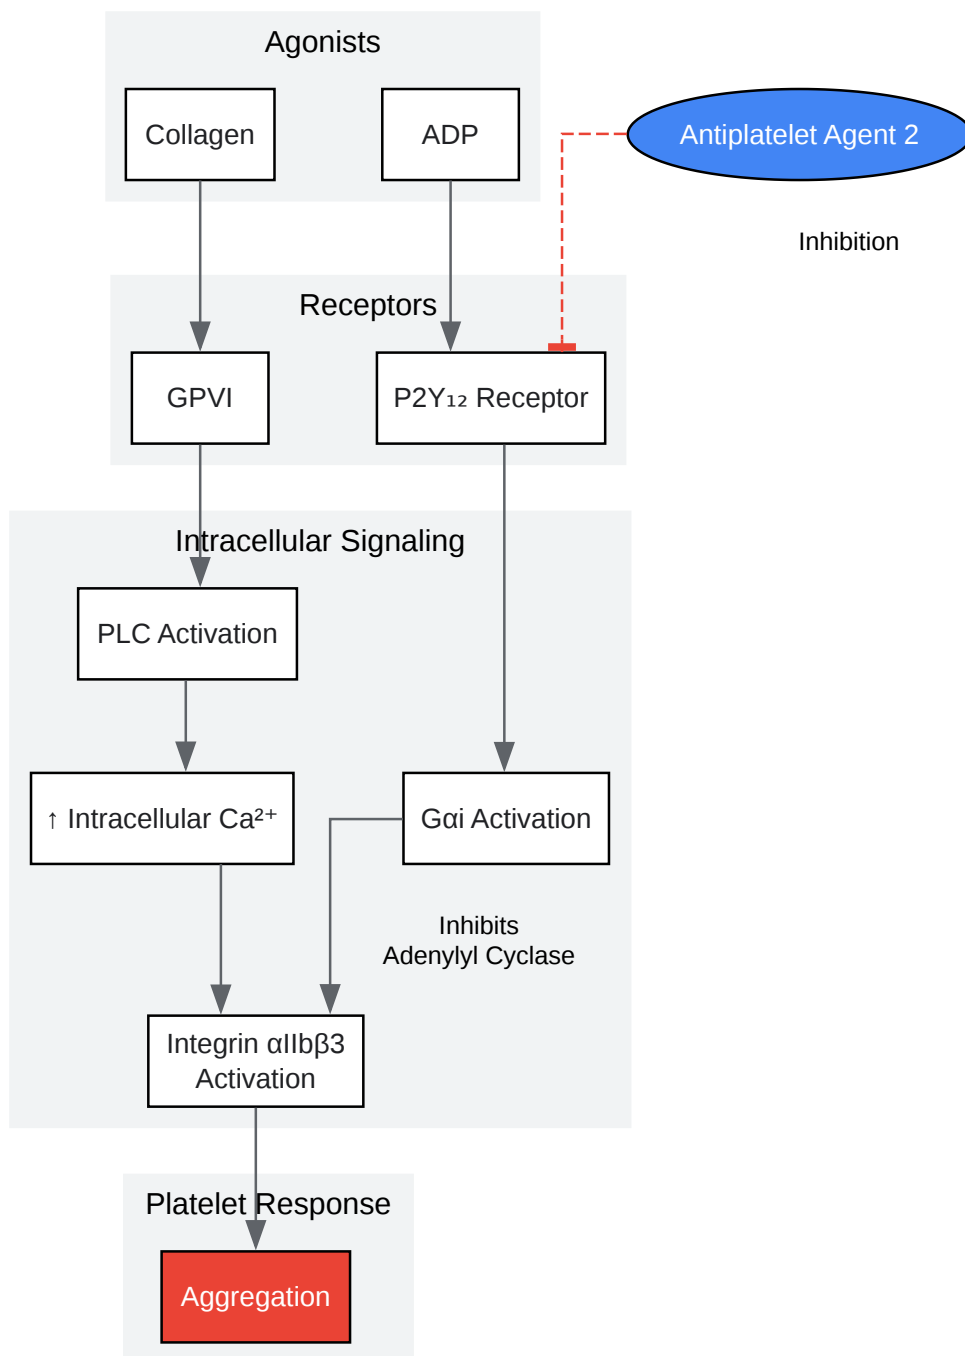 Agonists
Collagen
ADP
Antiplatelet Agent 2
Inhibition
Receptors
GPVI
P2Y₁₂ Receptor
Intracellular Signaling
PLC Activation
↑ Intracellular Ca²⁺
Gαi Activation
Inhibits
Adenylyl Cyclase
Integrin αIIbβ3
Activation
Platelet Response
Aggregation